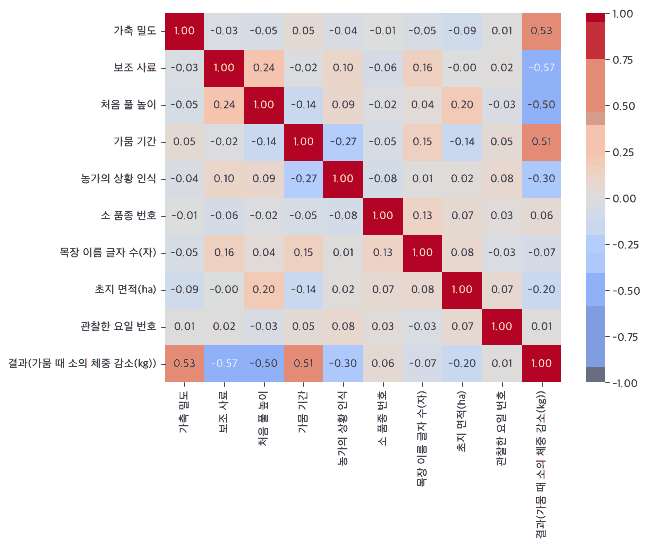 가축 밀도 1.00 -0.03 -0.05 0.05 -0.04 -0.01 -0.05 -0.09 0.01 0.53
보조 사료 -0.03 1.00 0.24 -0.02 0.10 -0.06 0.16 -0.00 0.02 -0.57
처음 풀 높이 -0.05 0.24 1.00 -0.14 0.09 -0.02 0.04 0.20 -0.03 -0.50
가뭄 기간 0.05 -0.02 -0.14 1.00 -0.27 -0.05 0.15 -0.14 0.05 0.51
농가의 상황 인식 -0.04 0.10 0.09 -0.27 1.00 -0.08 0.01 0.02 0.08 -0.30
소 품종 번호 -0.01 -0.06 -0.02 -0.05 -0.08 1.00 0.13 0.07 0.03 0.06
목장 이름 글자 수(자) -0.05 0.16 0.04 0.15 0.01 0.13 1.00 0.08 -0.03 -0.07
초지 면적(ha) -0.09 -0.00 0.20 -0.14 0.02 0.07 0.08 1.00 0.07 -0.20
관찰한 요일 번호 0.01 0.02 -0.03 0.05 0.08 0.03 -0.03 0.07 1.00 0.01
결과(가뭄 때 소의 체중 감소(kg)) 0.53 -0.57 -0.50 0.51 -0.30 0.06 -0.07 -0.20 0.01 1.00
가축 밀도
보조 사료
처음 풀 높이
가뭄 기간
농가의 상황 인식
소 품종 번호
목장 이름 글자 수(자)
초지 면적(ha)
관찰한 요일 번호
결과(가뭄 때 소의 체중 감소(kg))
1.00
0.75
0.50
0.25
0.00
-0.25
-0.50
-0.75
-1.00